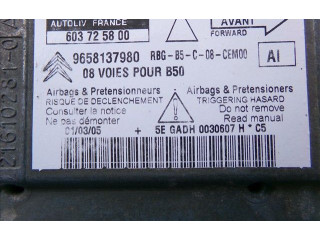 AUTOLIV FRANCE
603 72 58 00
AVANT
FORWARD
9658137980 RBG-B5-C-08-CEM00
AI
08 VOIES POUR B50
Airbags & Pretensionneurs
RISQUE DE DECLENCHEMENT
Consulter la notice
Ne pas démonter
Airbags & Pretensionners
TRIGGERING HASARD
Do not removal
Read manual
01/03/05 + 5E GADH 0030607 H * C5